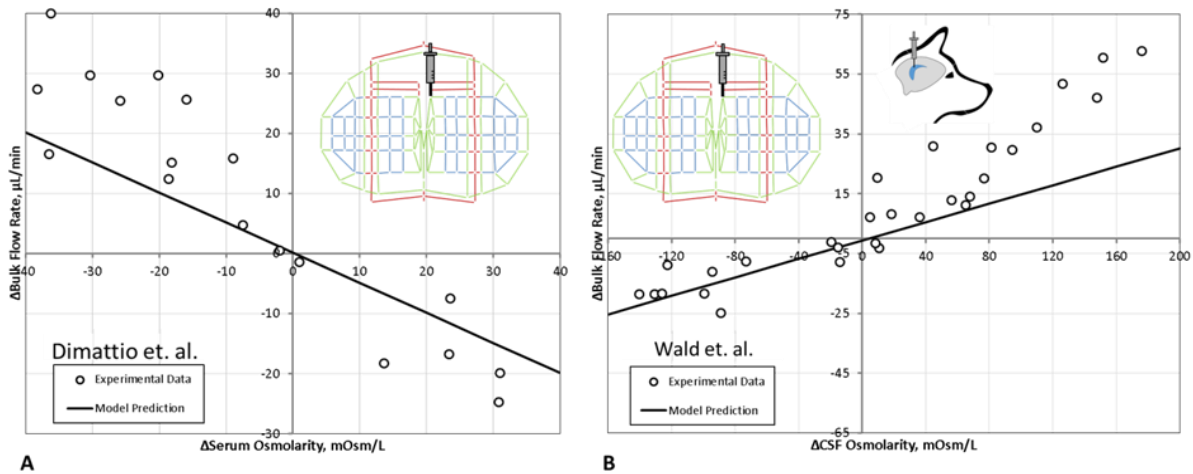 40
30
20
10
0
-10
-20
-30
40
-30
-20
-10
0
10
20
30
40
ΔBulk Flow Rate, µL/min
ΔSerum Osmolarity, mOsm/L
Dimattio et. al.
Experimental Data
Model Prediction
A
75
55
35
15
-5
-25
-45
-65
-160
-120
-80
-40
0
40
80
120
160
200
ΔBulk Flow Rate, µL/min
ΔCSF Osmolarity, mOsm/L
Wald et. al.
Experimental Data
Model Prediction
B